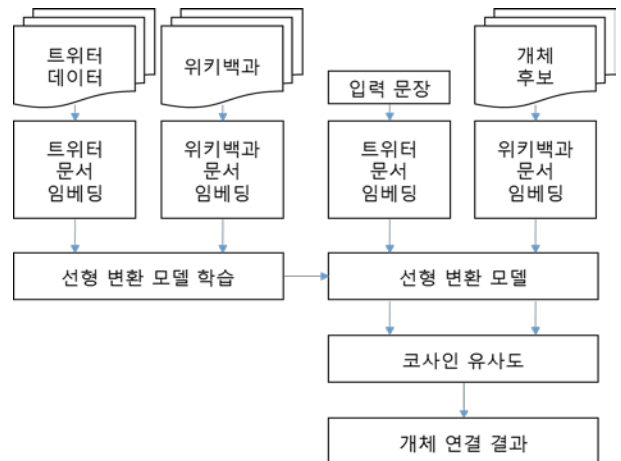 트위터
데이터
위키백과
입력 문장
개체
후보
트위터
문서
임베딩
위키백과
문서
임베딩
트위터
문서
임베딩
위키백과
문서
임베딩
선형 변환 모델 학습
선형 변환 모델
코사인 유사도
개체 연결 결과